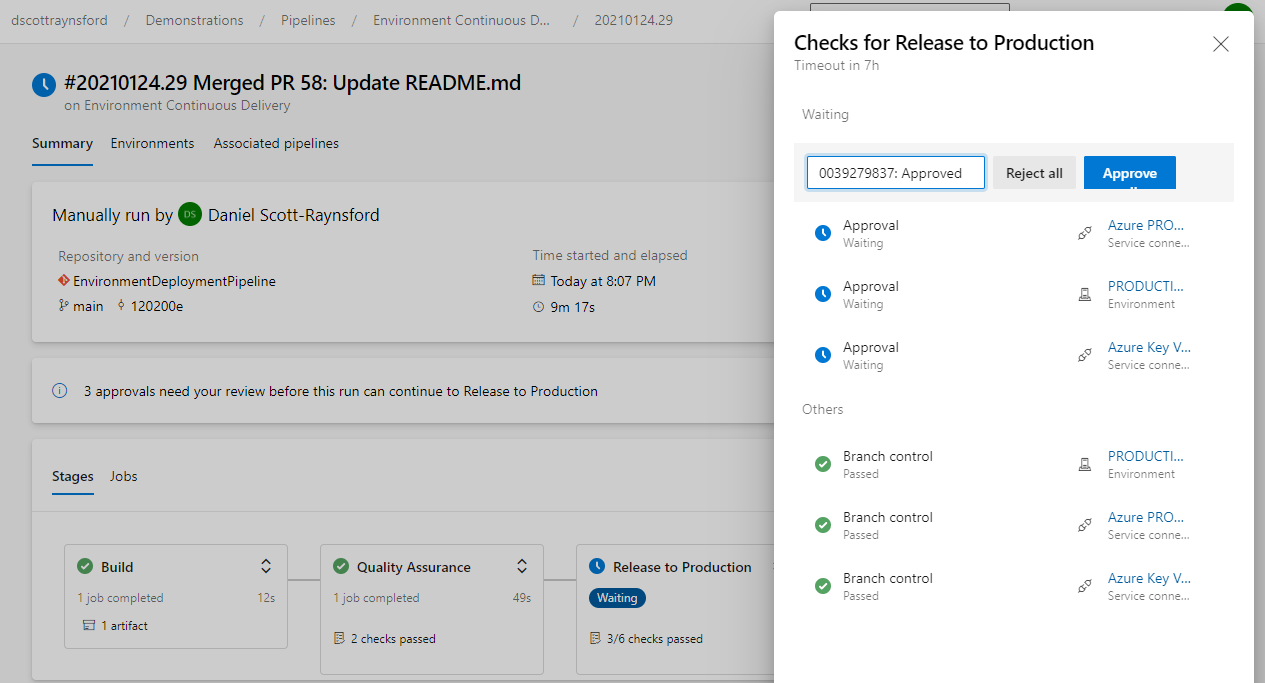 dscottraynsford / Demonstrations / Pipelines / Environment Continuous D... / 20210124.29
#20210124.29 Merged PR 58: Update README.md
on Environment Continuous Delivery
Summary Environments Associated pipelines
Manually run by DS Daniel Scott-Raynsford
Repository and version
EnvironmentDeploymentPipeline
main 120200e
Time started and elapsed
Today at 8:07 PM
9m 17s
3 approvals need your review before this run can continue to Release to Production
Stages Jobs
Build
1 job completed 12s
1 artifact
Quality Assurance
1 job completed 49s
2 checks passed
Release to Production
Waiting
3/6 checks passed
Checks for Release to Production
Timeout in 7h
Waiting
0039279837: Approved Reject all Approve
Approval Azure PRO...
Waiting Service conne...
Approval PRODUCTI...
Waiting Environment
Approval Azure Key V...
Waiting Service conne...
Others
Branch control PRODUCTI...
Passed Environment
Branch control Azure PRO...
Passed Service conne...
Branch control Azure Key V...
Passed Service conne...